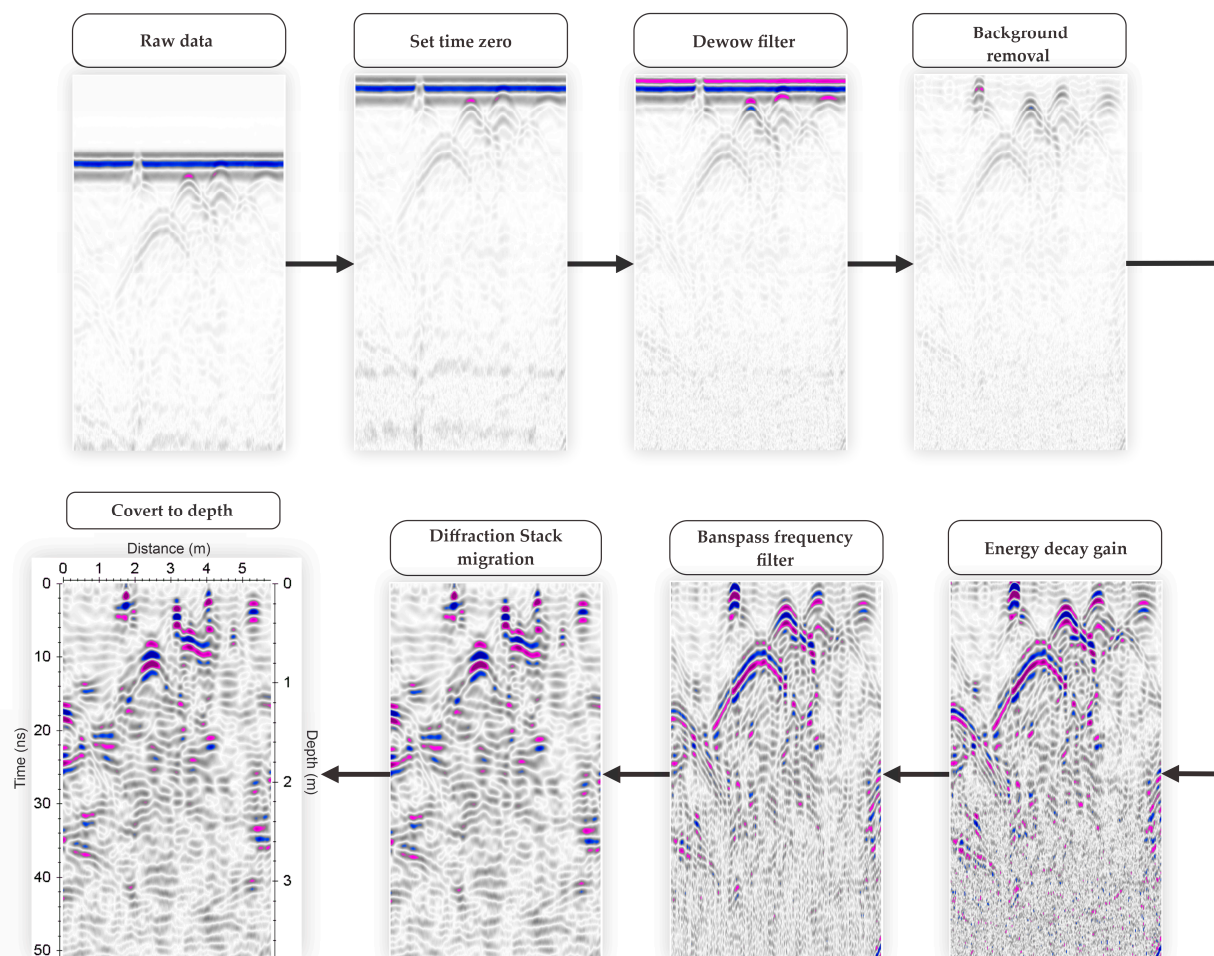 Raw data
Set time zero
Dewow filter
Background
removal
Covert to depth
Diffraction Stack
migration
Banspass frequency
filter
Energy decay gain
Distance (m)
0 1 2 3 4 5
0
10
20
30
40
50
Time (ns)
0
1
2
3
Depth (m)